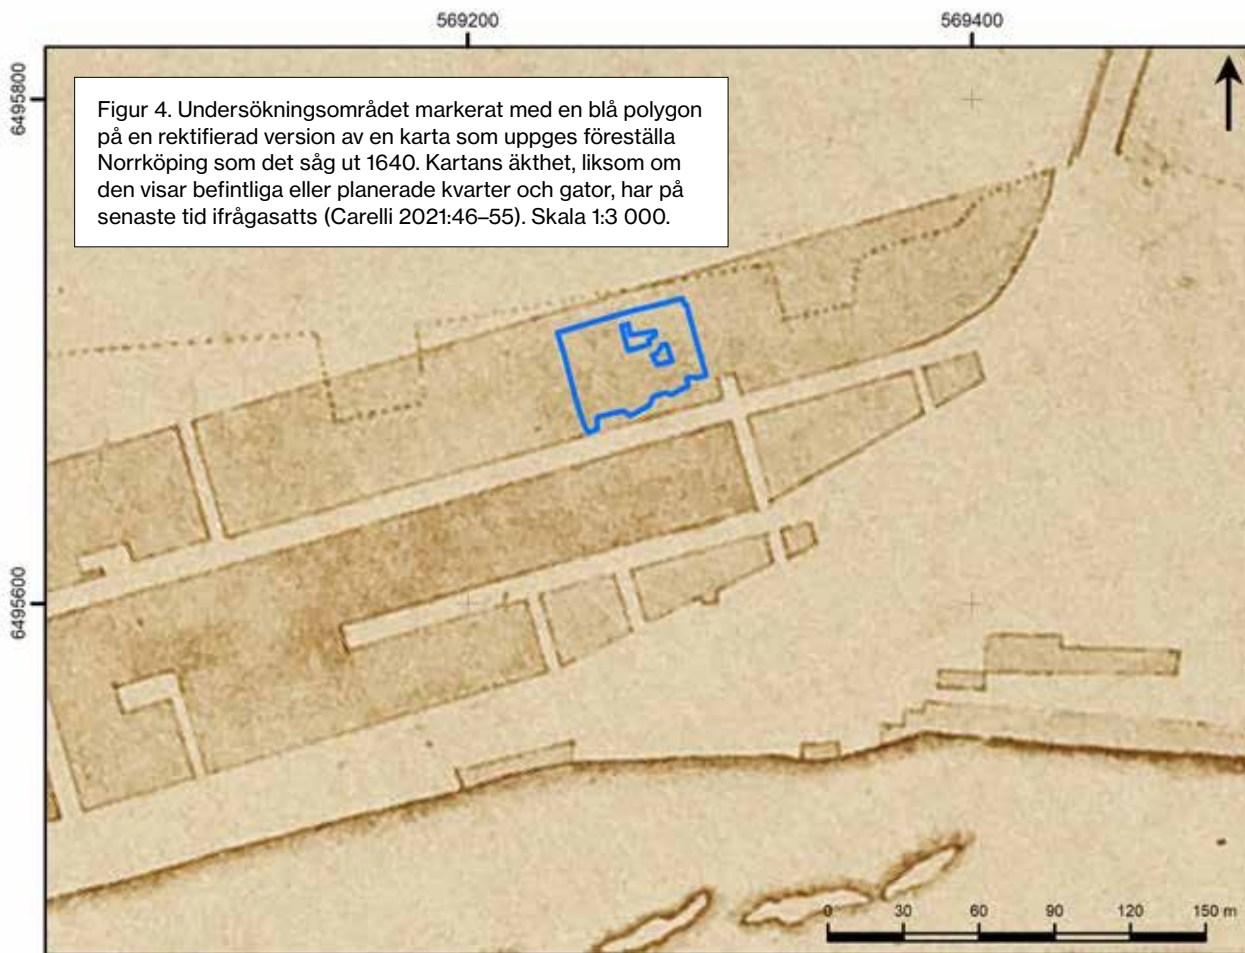 569200
569400
6495800
Figur 4. Undersökningsområdet markerat med en blå polygon
på en rektifierad version av en karta som uppges föreställa
Norrköping som det såg ut 1640. Kartans äkthet, liksom om
den visar befintliga eller planerade kvarter och gator, har på
senaste tid ifrågasatts (Carelli 2021:46–55). Skala 1:3 000.
6495600
0 30 60 90 120 150 m